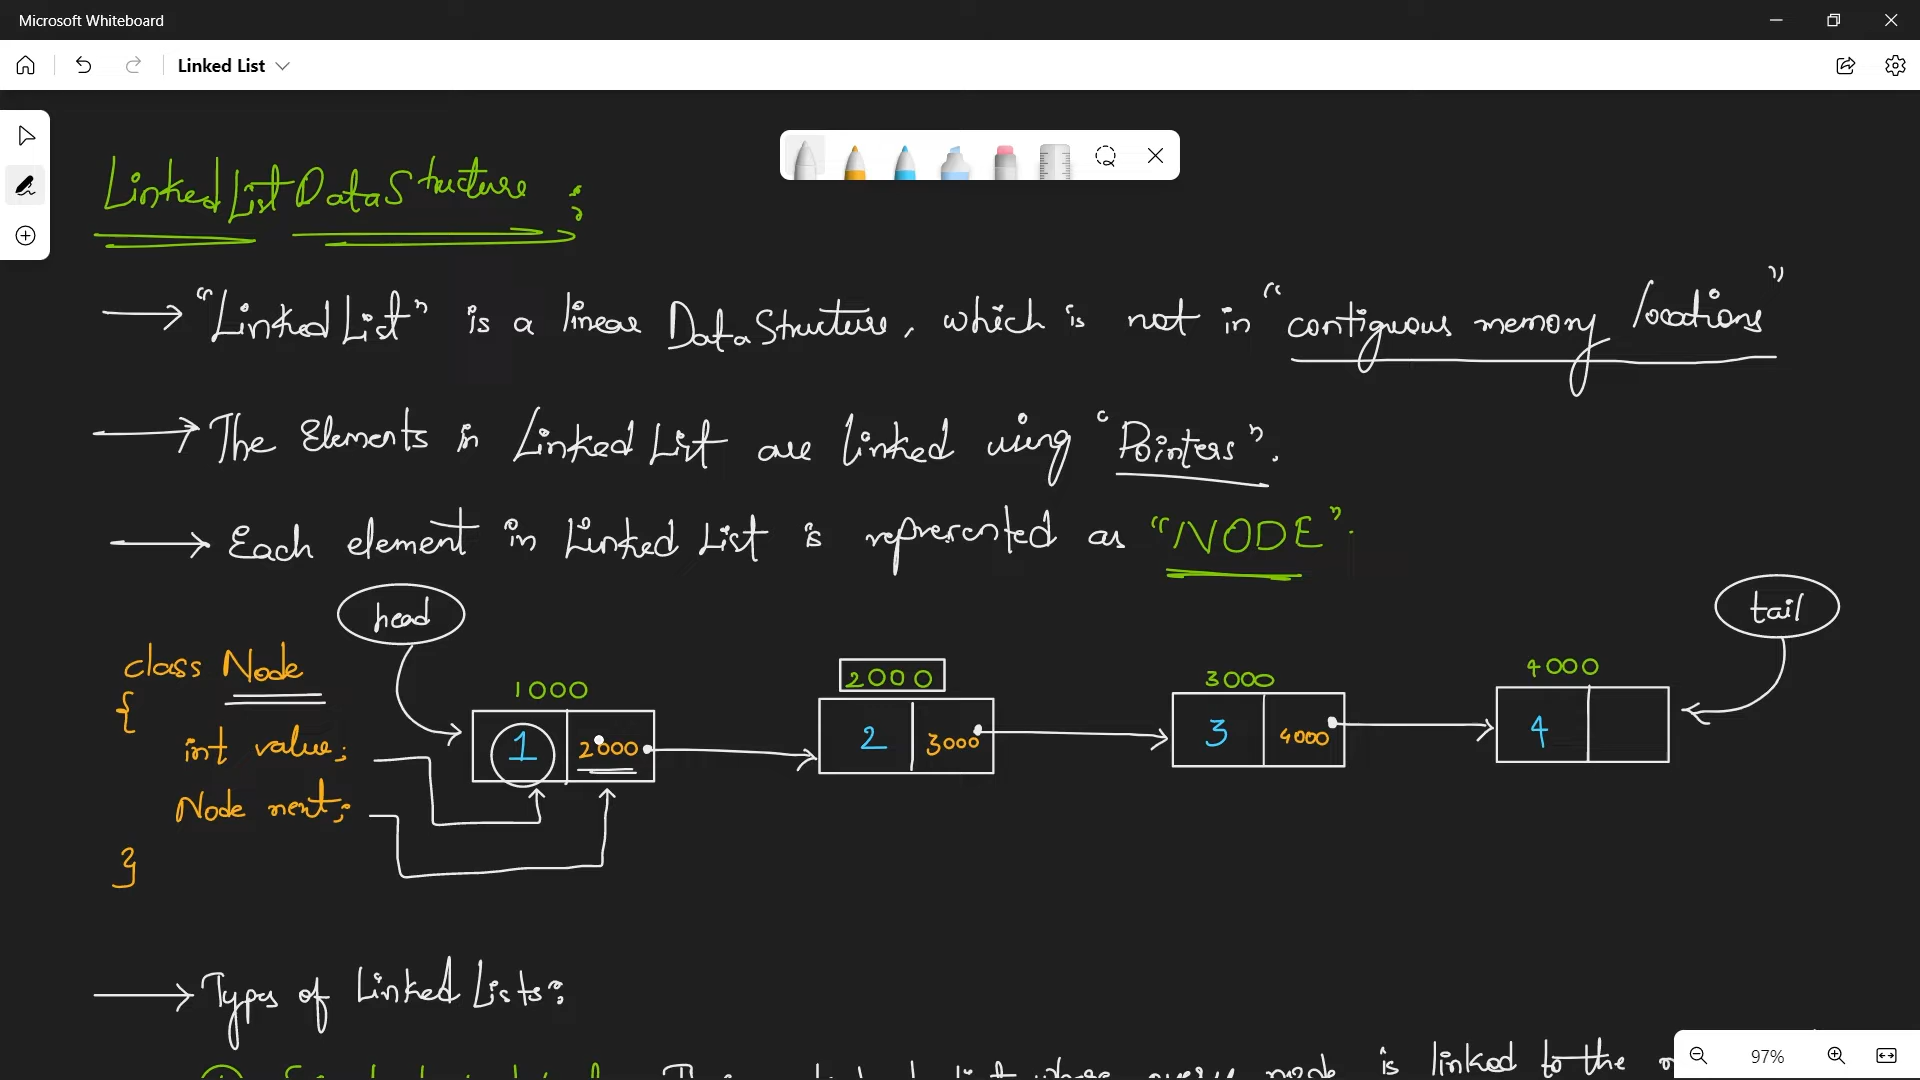 Microsoft Whiteboard
Linked List
Linked List Data Structure :
→ "Linked List" is a linear Data Structure, which is not in "contiguous memory locations"
→ The Elements in Linked List are linked using "Pointers".
→ Each element in Linked List is represented as "NODE".
head
tail
class Node
{
int value;
Node next;
}
1000
1 2000
2000
2 3000
3000
3 4000
4000
4
→ Types of Linked Lists:
is linked to the
97%